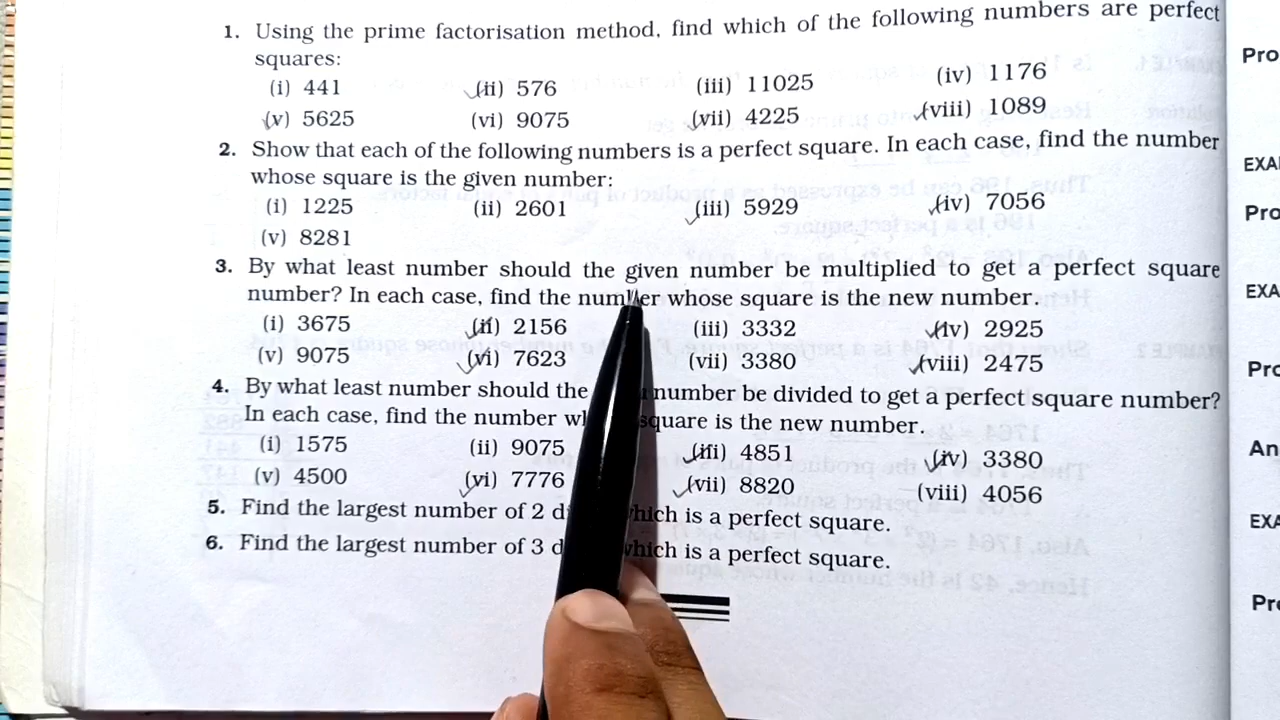 1. Using the prime factorisation method, find which of the following numbers are perfect
squares:
(i) 441 (ii) 576 (iii) 11025 (iv) 1176
(v) 5625 (vi) 9075 (vii) 4225 (viii) 1089
2. Show that each of the following numbers is a perfect square. In each case, find the number
whose square is the given number:
(i) 1225 (ii) 2601 (iii) 5929 (iv) 7056
(v) 8281
3. By what least number should the given number be multiplied to get a perfect square
number? In each case, find the number whose square is the new number.
(i) 3675 (ii) 2156 (iii) 3332 (iv) 2925
(v) 9075 (vi) 7623 (vii) 3380 (viii) 2475
4. By what least number should the number be divided to get a perfect square number?
In each case, find the number square is the new number.
(i) 1575 (ii) 9075 (iii) 4851 (iv) 3380
(v) 4500 (vi) 7776 (vii) 8820 (viii) 4056
5. Find the largest number of 2 which is a perfect square.
6. Find the largest number of 3 which is a perfect square.
Pro
EXA
Pro
EXA
Pro
An
EXA
Pro